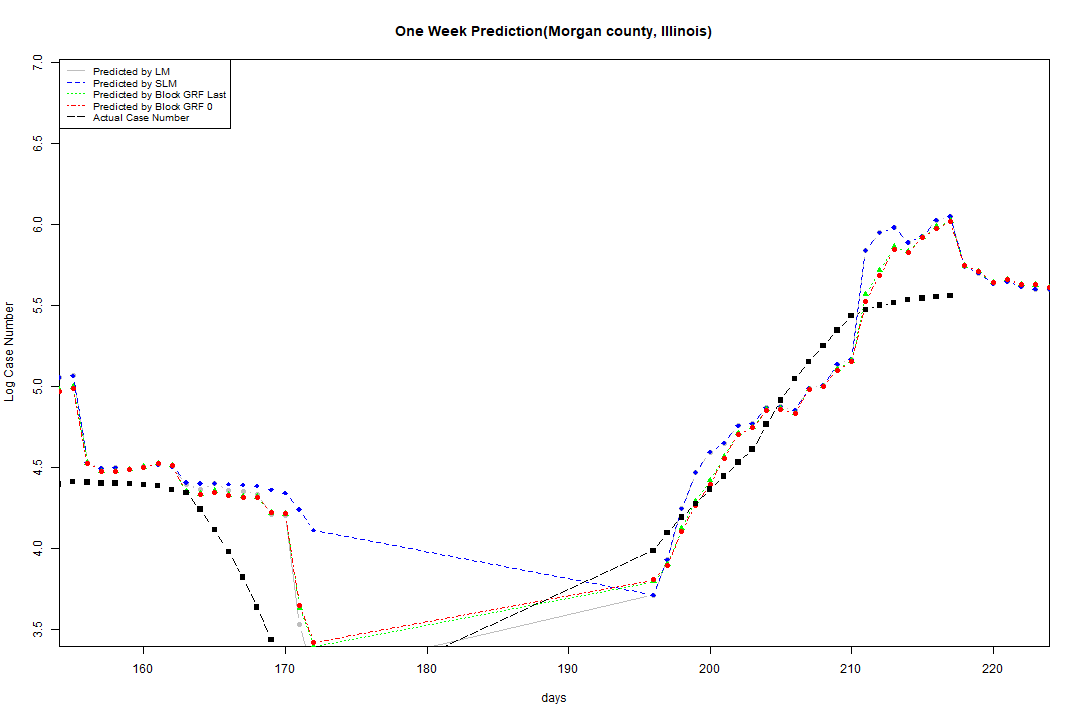 One Week Prediction(Morgan county, Illinois)
Predicted by LM
Predicted by SLM
Predicted by Block GRF Last
Predicted by Block GRF 0
Actual Case Number
Log Case Number
7.0
6.5
6.0
5.5
5.0
4.5
4.0
3.5
160 170 180 190 200 210 220
days